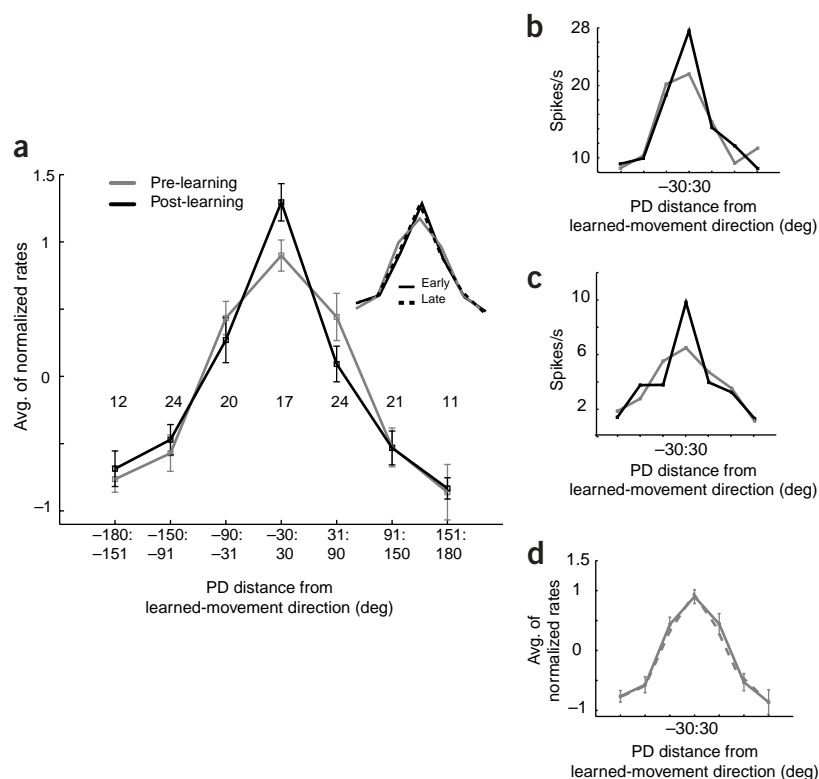 a
Avg. of normalized rates
1.5
1
0
–1
Pre-learning
Post-learning
Early
Late
12 24 20 17 24 21 11
–180: –150: –90: –30: 31: 91: 151:
–151 –91 –31 30 90 150 180
PD distance from
learned-movement direction (deg)
b
Spikes/s
28
20
10
–30:30
PD distance from
learned-movement direction (deg)
c
Spikes/s
10
6
2
–30:30
PD distance from
learned-movement direction (deg)
d
Avg. of
normalized rates
1.5
1
0
–1
–30:30
PD distance from
learned-movement direction (deg)